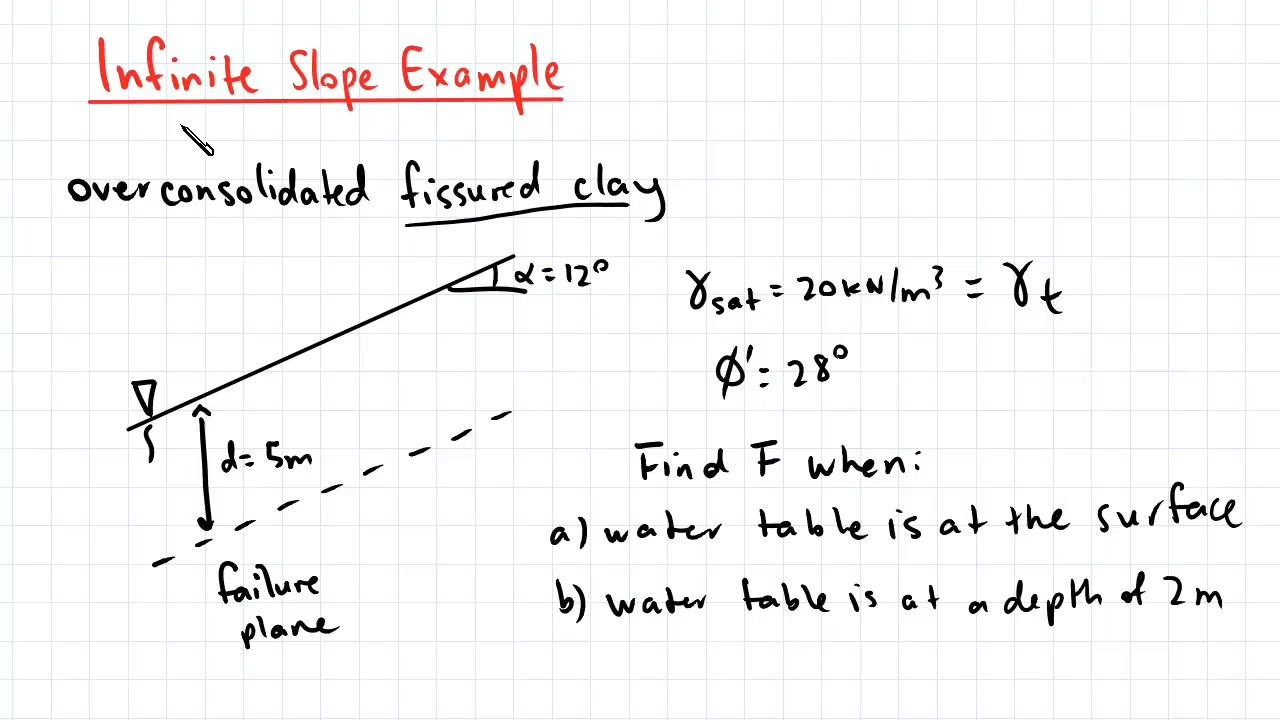 Infinite Slope Example
overconsolidated fissured clay
α = 12°
γsat = 20kN/m³ = γt
ϕ' = 28°
d = 5m
Find F when:
a) water table is at the surface
b) water table is at a depth of 2m
failure
plane